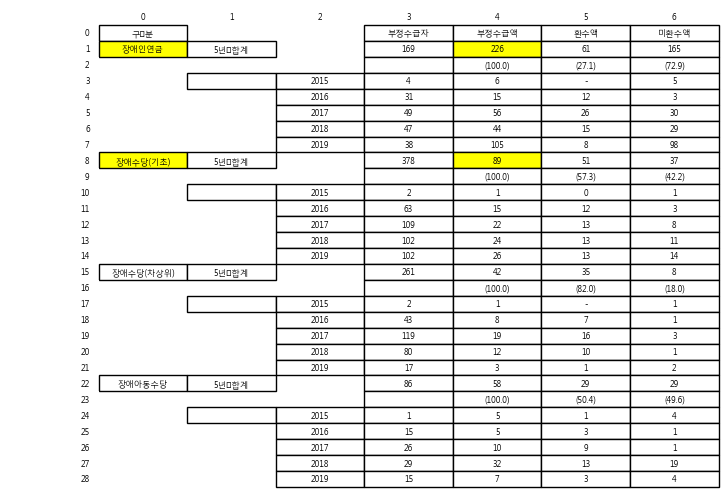 0 1 2 3 4 5 6
0 구□분 부정수급자 부정수급액 환수액 미환수액
1 장애인연금 5년□합계 169 226 61 165
2 (100.0) (27.1) (72.9)
3 2015 4 6 - 5
4 2016 31 15 12 3
5 2017 49 56 26 30
6 2018 47 44 15 29
7 2019 38 105 8 98
8 장애수당(기초) 5년□합계 378 89 51 37
9 (100.0) (57.3) (42.2)
10 2015 2 1 0 1
11 2016 63 15 12 3
12 2017 109 22 13 8
13 2018 102 24 13 11
14 2019 102 26 13 14
15 장애수당(차상위) 5년□합계 261 42 35 8
16 (100.0) (82.0) (18.0)
17 2015 2 1 - 1
18 2016 43 8 7 1
19 2017 119 19 16 3
20 2018 80 12 10 1
21 2019 17 3 1 2
22 장애아동수당 5년□합계 86 58 29 29
23 (100.0) (50.4) (49.6)
24 2015 1 5 1 4
25 2016 15 5 3 1
26 2017 26 10 9 1
27 2018 29 32 13 19
28 2019 15 7 3 4